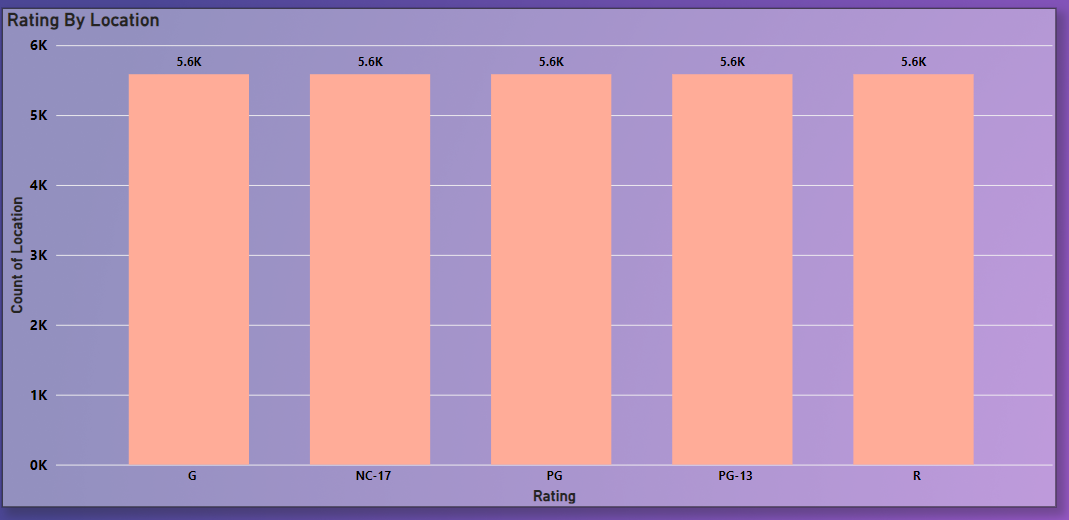 Rating By Location
6K
5K
4K
3K
2K
1K
0K
Count of Location
5.6K 5.6K 5.6K 5.6K 5.6K
G NC-17 PG PG-13 R
Rating